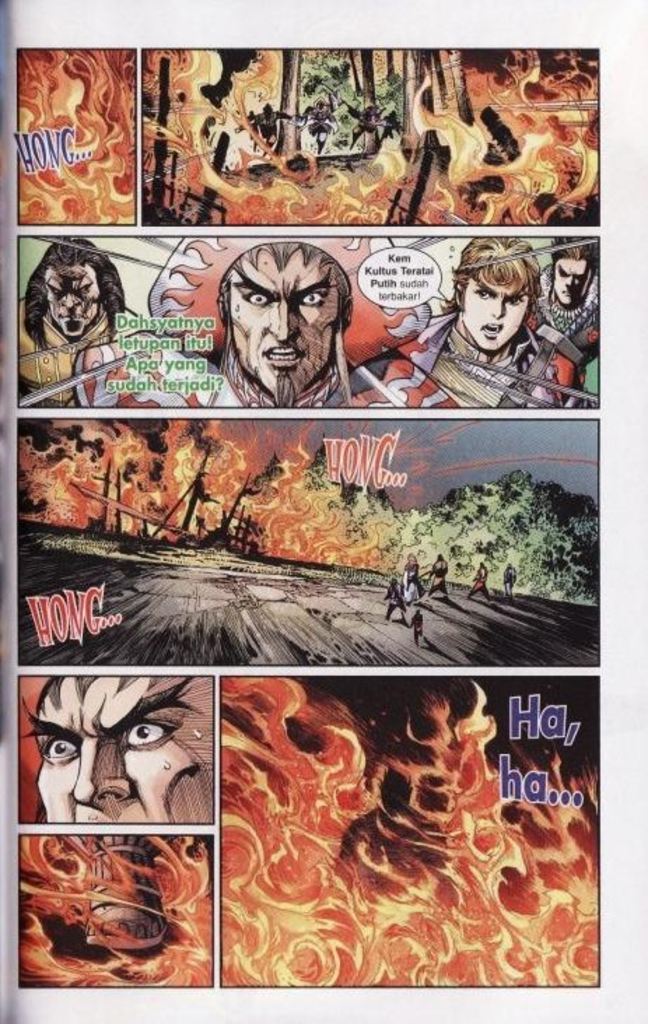 HONG...
Dahsyatnya
letupan itu!
Apa yang
sudah terjadi?
Kem
Kultus Teratai
Putih sudah
terbakar!
HONG...
HONG...
Ha,
ha...